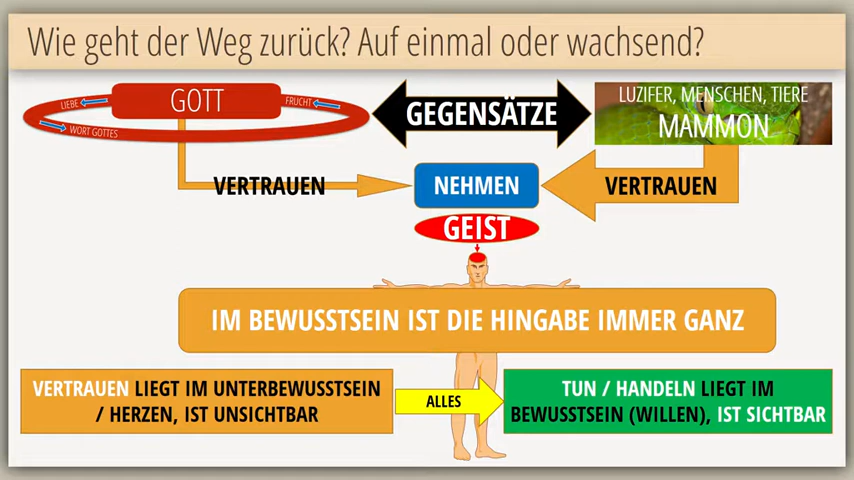 Wie geht der Weg zurück? Auf einmal oder wachsend?
LIEBE
GOTT
FRUCHT
WORT GOTTES
GEGENSÄTZE
LUZIFER, MENSCHEN, TIERE
MAMMON
VERTRAUEN
NEHMEN
VERTRAUEN
GEIST
IM BEWUSSTSEIN IST DIE HINGABE IMMER GANZ
VERTRAUEN LIEGT IM UNTERBEWUSSTSEIN
/ HERZEN, IST UNSICHTBAR
ALLES
TUN / HANDELN LIEGT IM
BEWUSSTSEIN (WILLEN), IST SICHTBAR